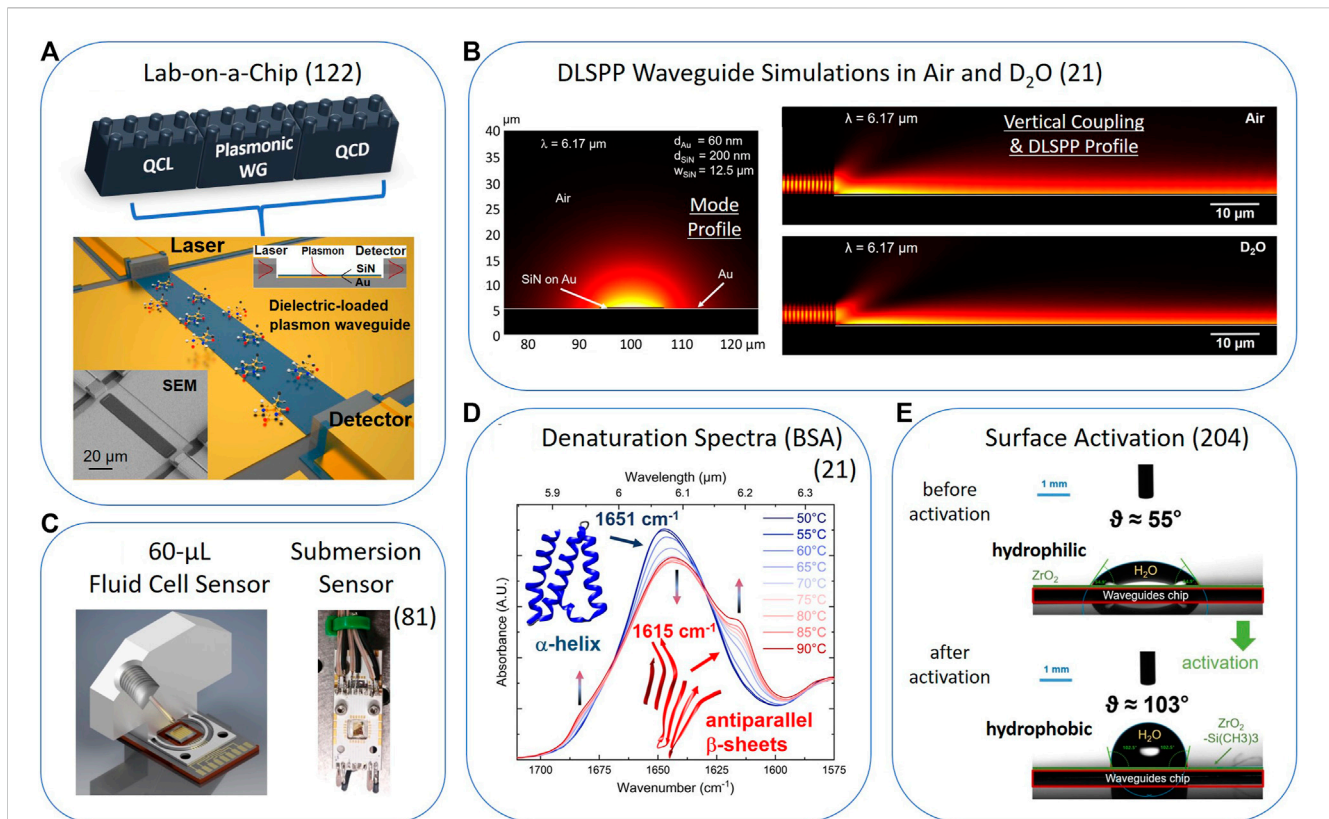 A
Lab-on-a-Chip (122)
QCL
Plasmonic
WG
QCD
Laser
Laser
Plasmon
Detector
SiN
Au
Dielectric-loaded
plasmon waveguide
SEM
20 µm
Detector
B
DLSPP Waveguide Simulations in Air and D₂O (21)
µm
40
35
30
25
20
15
10
5
0
80
90
100
110
120 µm
λ = 6.17 µm
d_Au = 60 nm
d_SiN = 200 nm
w_SiN = 12.5 µm
Air
Mode
Profile
SiN on Au
Au
λ = 6.17 µm
Vertical Coupling
& DLSPP Profile
Air
10 µm
λ = 6.17 µm
D₂O
10 µm
C
60-µL
Fluid Cell Sensor
Submersion
Sensor
(81)
D
Denaturation Spectra (BSA)
(21)
Wavelength (µm)
5.9
6
6.1
6.2
6.3
1651 cm⁻¹
50°C
55°C
60°C
65°C
70°C
75°C
80°C
85°C
90°C
α-helix
1615 cm⁻¹
antiparallel
β-sheets
Absorbance (A.U.)
1700
1675
1650
1625
1600
1575
Wavenumber (cm⁻¹)
E
Surface Activation (204)
before
activation
1 mm
ϑ ≈ 55°
hydrophilic
ZrO₂
H₂O
Waveguides chip
activation
after
activation
1 mm
ϑ ≈ 103°
hydrophobic
H₂O
ZrO₂
-Si(CH3)3
Waveguides chip